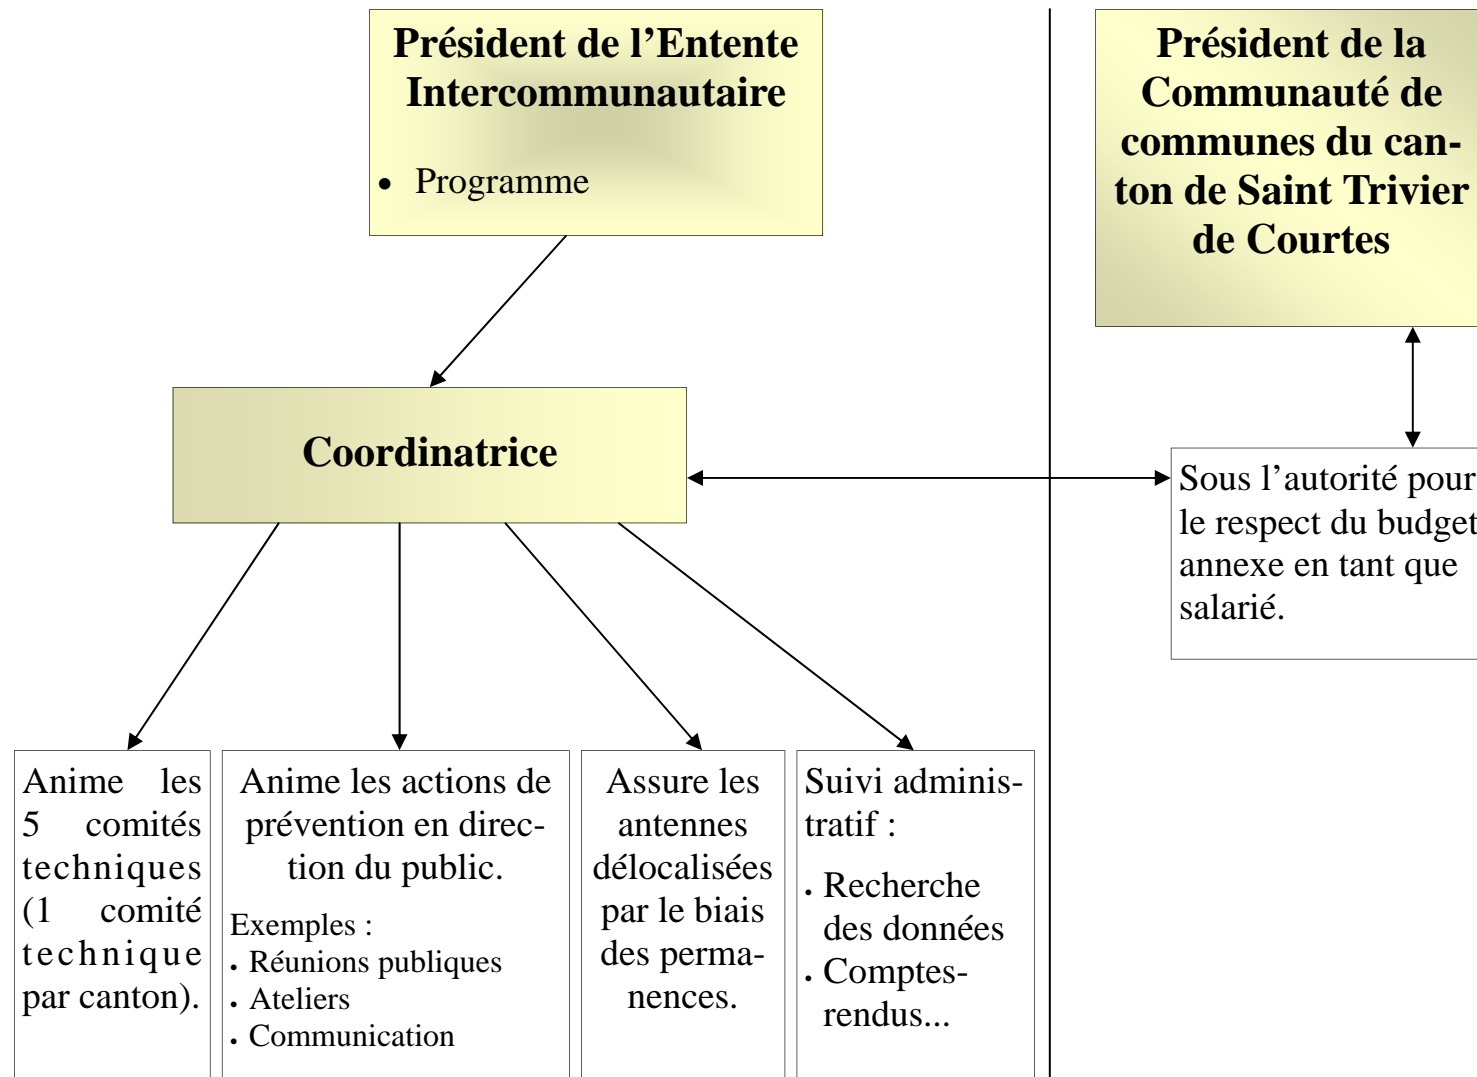 Président de l’Entente
Intercommunautaire
• Programme
Président de la
Communauté de
communes du can-
ton de Saint Trivier
de Courtes
Coordinatrice
Sous l’autorité pour
le respect du budget
annexe en tant que
salarié.
Anime les
5 comités
techniques
(1 comité
technique
par canton).
Anime les actions de
prévention en direc-
tion du public.
Exemples :
• Réunions publiques
• Ateliers
• Communication
Assure les
antennes
délocalisées
par le biais
des perma-
nences.
Suivi adminis-
tratif :
• Recherche
des données
• Comptes-
rendus...